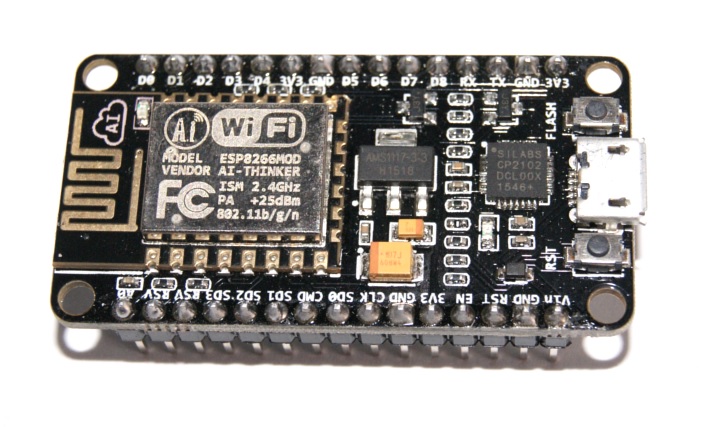 D0 D1 D2 D3 D4 3V3 GND D5 D6 D7 D8 RX TX GND 3V3
AI
Ai WiFi
MODEL ESP8266MOD
VENDOR AI-THINKER
FC ISM 2.4GHz
PA +25dBm
802.11b/g/n
AMS1117-3-3
SILABS
CP2102
DCL00X
1546+
FLASH
RST
A0 RSV RSV SD3 SD2 SD1 CMD SD0 CLK GND 3V3 EN RST GND Vin